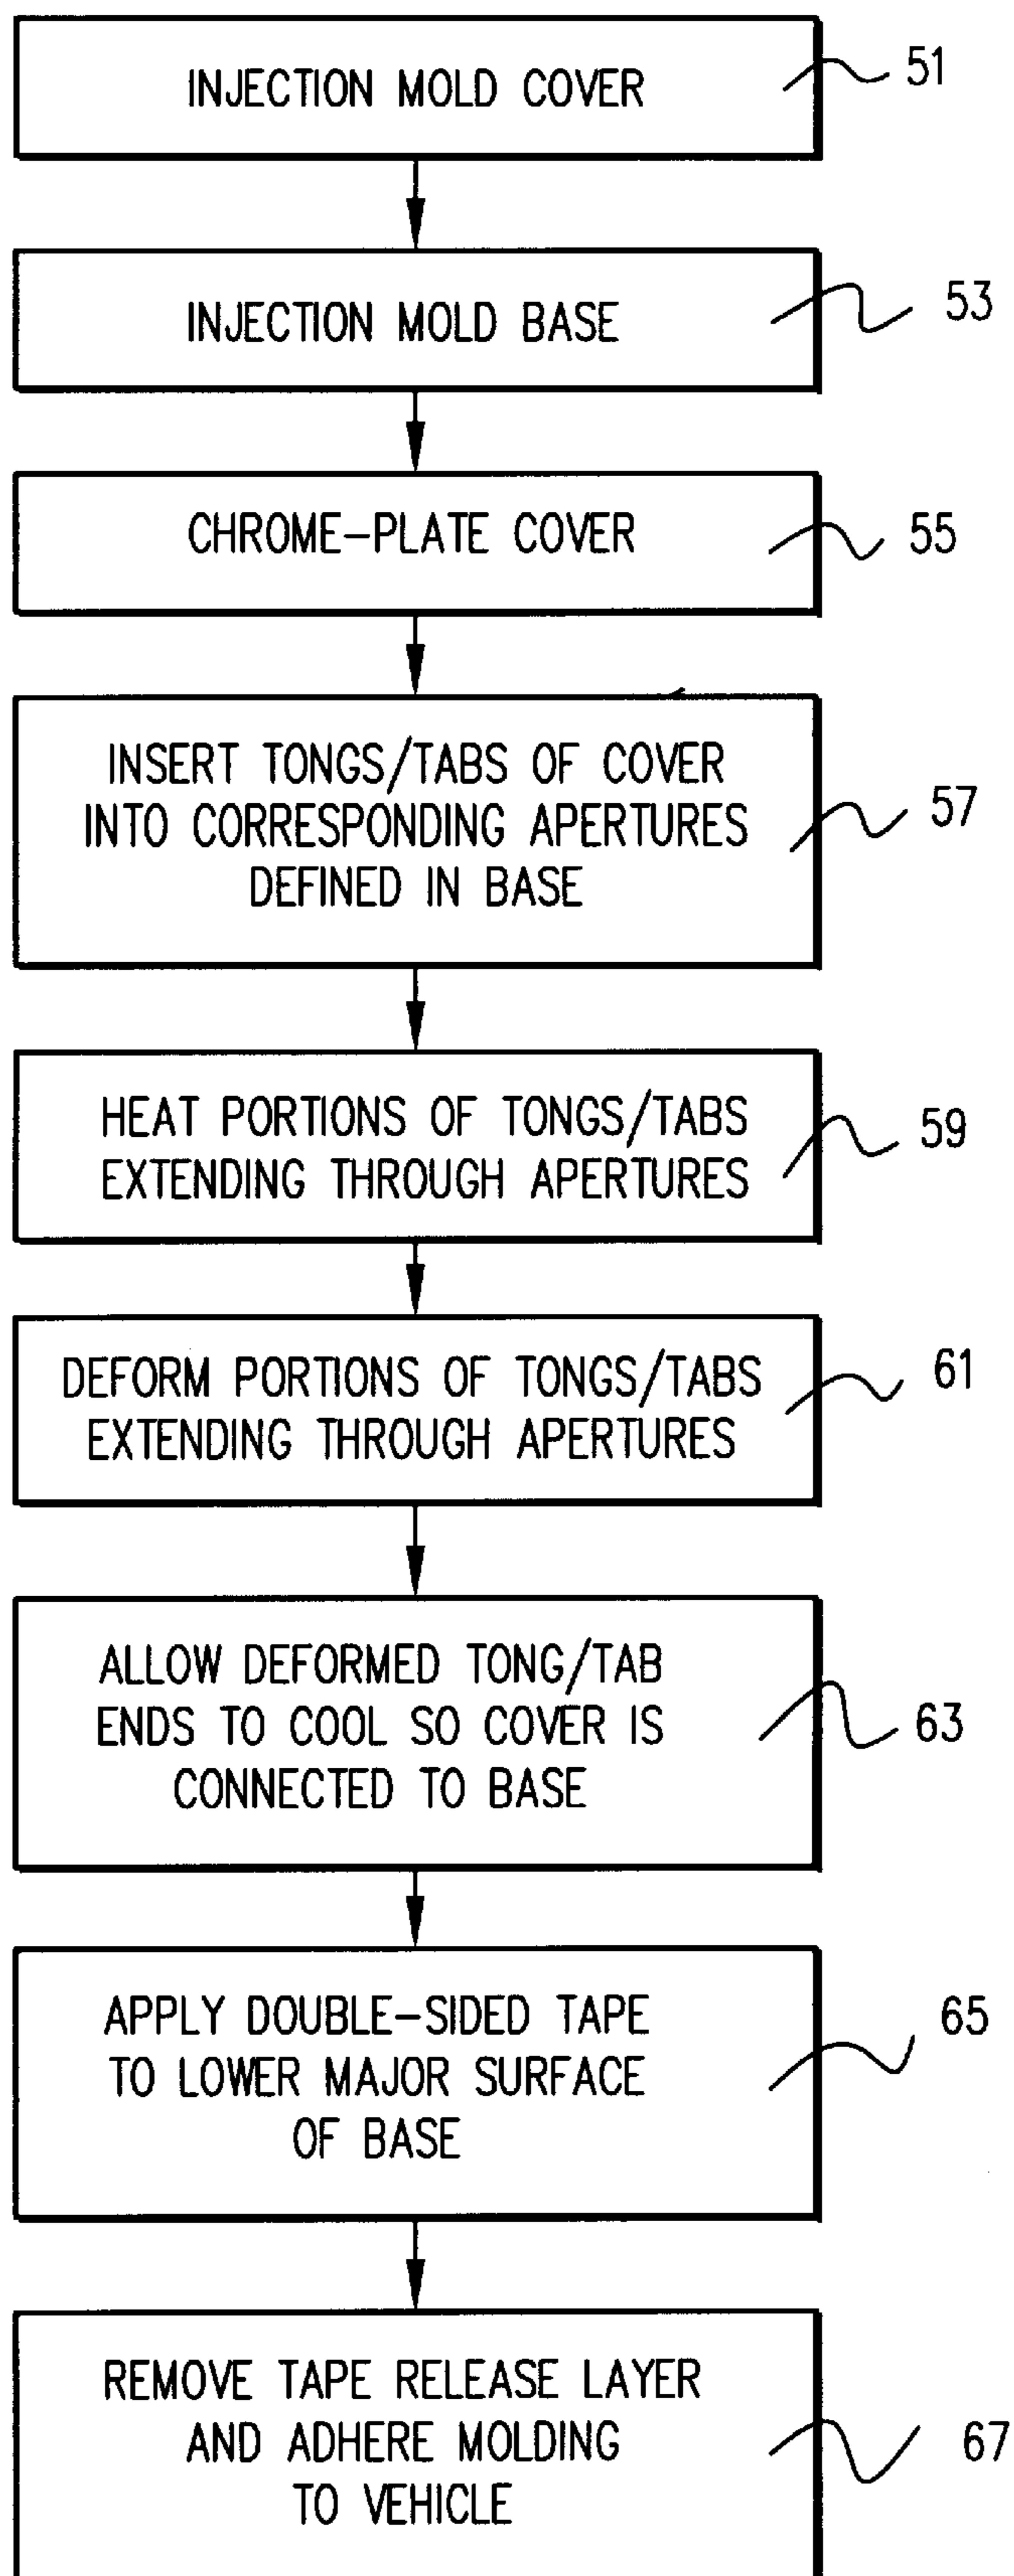 INJECTION MOLD COVER
51
INJECTION MOLD BASE
53
CHROME-PLATE COVER
55
INSERT TONGS/TABS OF COVER
INTO CORRESPONDING APERTURES
DEFINED IN BASE
57
HEAT PORTIONS OF TONGS/TABS
EXTENDING THROUGH APERTURES
59
DEFORM PORTIONS OF TONGS/TABS
EXTENDING THROUGH APERTURES
61
ALLOW DEFORMED TONG/TAB
ENDS TO COOL SO COVER IS
CONNECTED TO BASE
63
APPLY DOUBLE-SIDED TAPE
TO LOWER MAJOR SURFACE
OF BASE
65
REMOVE TAPE RELEASE LAYER
AND ADHERE MOLDING
TO VEHICLE
67